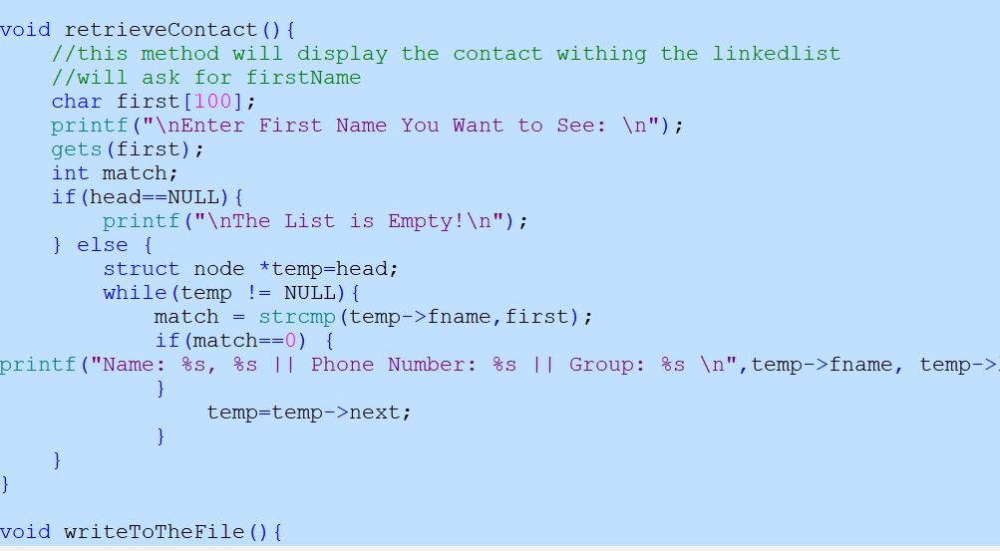 void retrieveContact(){
//this method will display the contact withing the linkedlist
//will ask for firstName
char first[100];
printf("\nEnter First Name You Want to See: \n");
gets(first);
int match;
if(head==NULL){
printf("\nThe List is Empty!\n");
} else {
struct node *temp=head;
while(temp != NULL){
match = strcmp(temp->fname,first);
if(match==0) {
printf("Name: %s, %s || Phone Number: %s || Group: %s \n",temp->fname, temp->
}
temp=temp->next;
}
}
}
void writeToTheFile(){